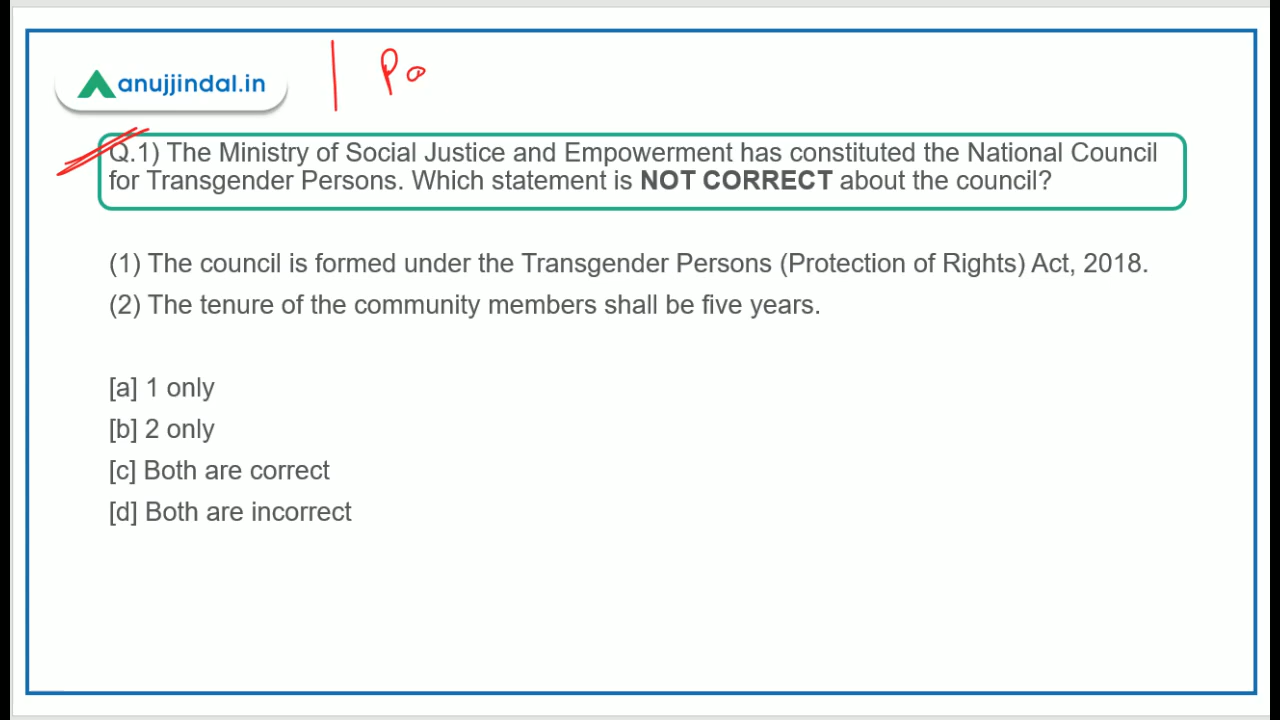 anujjindal.in
Po
Q.1) The Ministry of Social Justice and Empowerment has constituted the National Council
for Transgender Persons. Which statement is NOT CORRECT about the council?
(1) The council is formed under the Transgender Persons (Protection of Rights) Act, 2018.
(2) The tenure of the community members shall be five years.
[a] 1 only
[b] 2 only
[c] Both are correct
[d] Both are incorrect